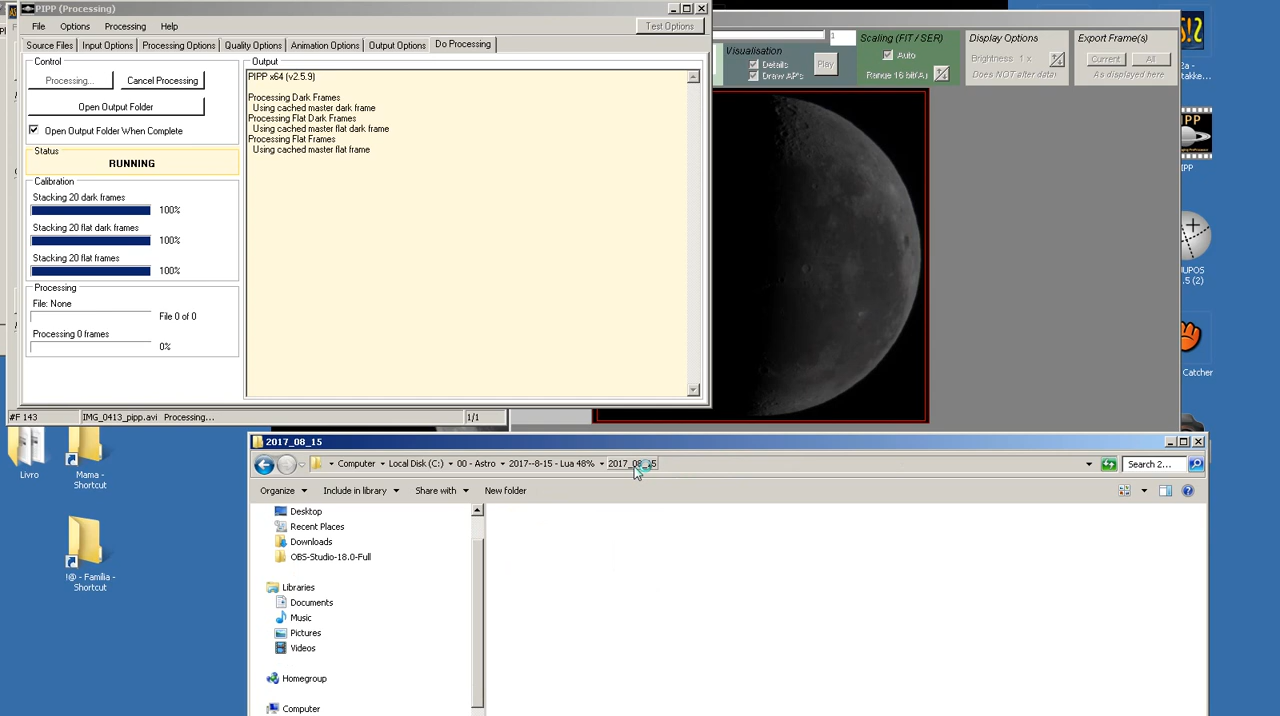 PIPP (Processing)
File Options Processing Help
Test Options
Source Files Input Options Processing Options Quality Options Animation Options Output Options Do Processing
Control
Processing... Cancel Processing
Open Output Folder
Open Output Folder When Complete
Status
RUNNING
Calibration
Stacking 20 dark frames
100%
Stacking 20 flat dark frames
100%
Stacking 20 flat frames
100%
Processing
File: None
File 0 of 0
Processing 0 frames
0%
Output
PIPP x64 (v2.5.9)
Processing Dark Frames
Using cached master dark frame
Processing Flat Dark Frames
Using cached master flat dark frame
Processing Flat Frames
Using cached master flat frame
#F 143 IMG_0413_pipp.avi Processing... 1/1
1
Visualisation
Details
Draw AP's
Play
Scaling (FIT / SER)
Auto
Range 16 bit(A)
Display Options
Brightness 1 x
Does NOT after data!
Export Frame(s)
Current All
As displayed here
PIPP
Catcher
Livro
Mama -
Shortcut
!@ - Família -
Shortcut
2017_08_15
Computer Local Disk (C:) 00 - Astro 2017--8-15 - Lua 48% 2017_08_15
Search 2...
Organize Include in library Share with New folder
Desktop
Recent Places
Downloads
OBS-Studio-18.0-Full
Libraries
Documents
Music
Pictures
Videos
Homegroup
Computer